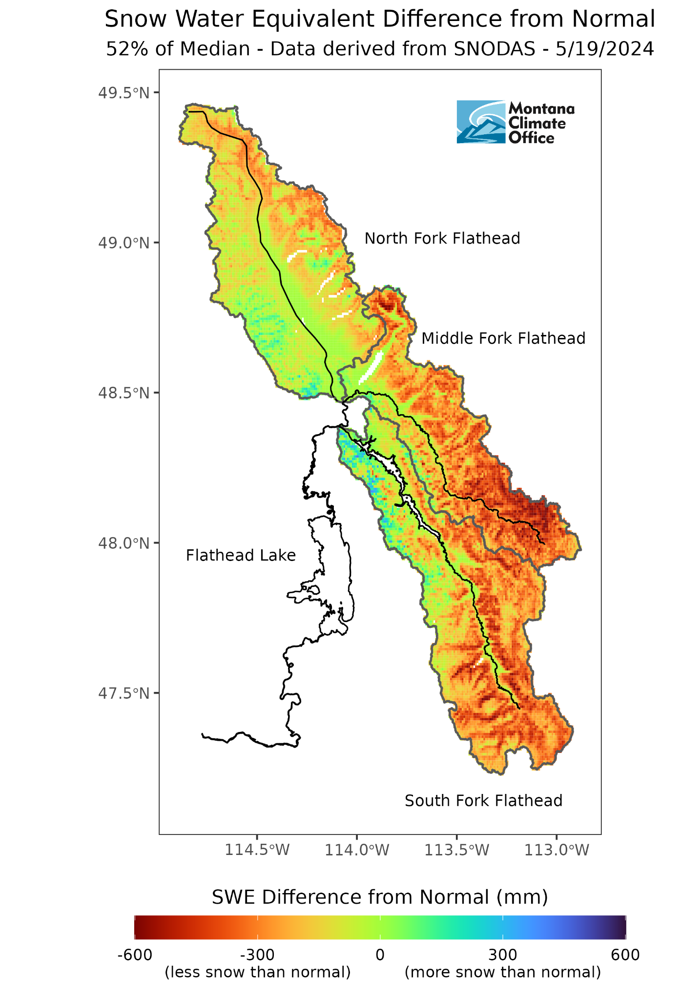 Snow Water Equivalent Difference from Normal
52% of Median - Data derived from SNODAS - 5/19/2024
49.5°N
Montana
Climate
Office
49.0°N
North Fork Flathead
Middle Fork Flathead
48.5°N
48.0°N
Flathead Lake
47.5°N
South Fork Flathead
114.5°W 114.0°W 113.5°W 113.0°W
SWE Difference from Normal (mm)
-600 -300 0 300 600
(less snow than normal) (more snow than normal)